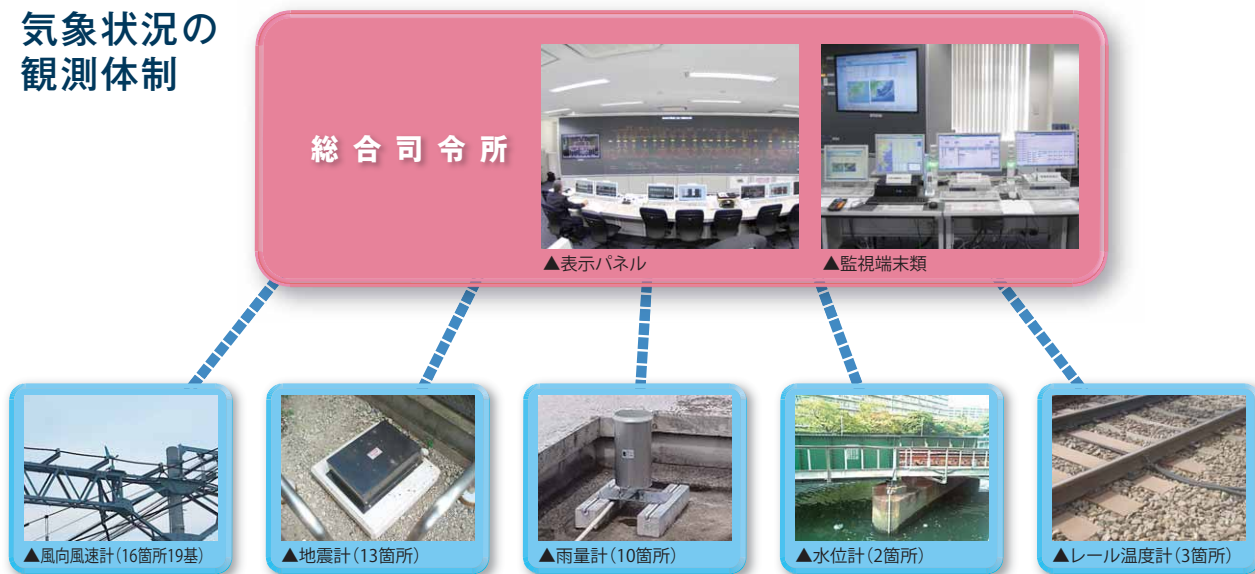 気象状況の
観測体制
総合司令所
▲表示パネル
▲監視端末類
▲風向風速計(16箇所19基)
▲地震計(13箇所)
▲雨量計(10箇所)
▲水位計(2箇所)
▲レール温度計(3箇所)